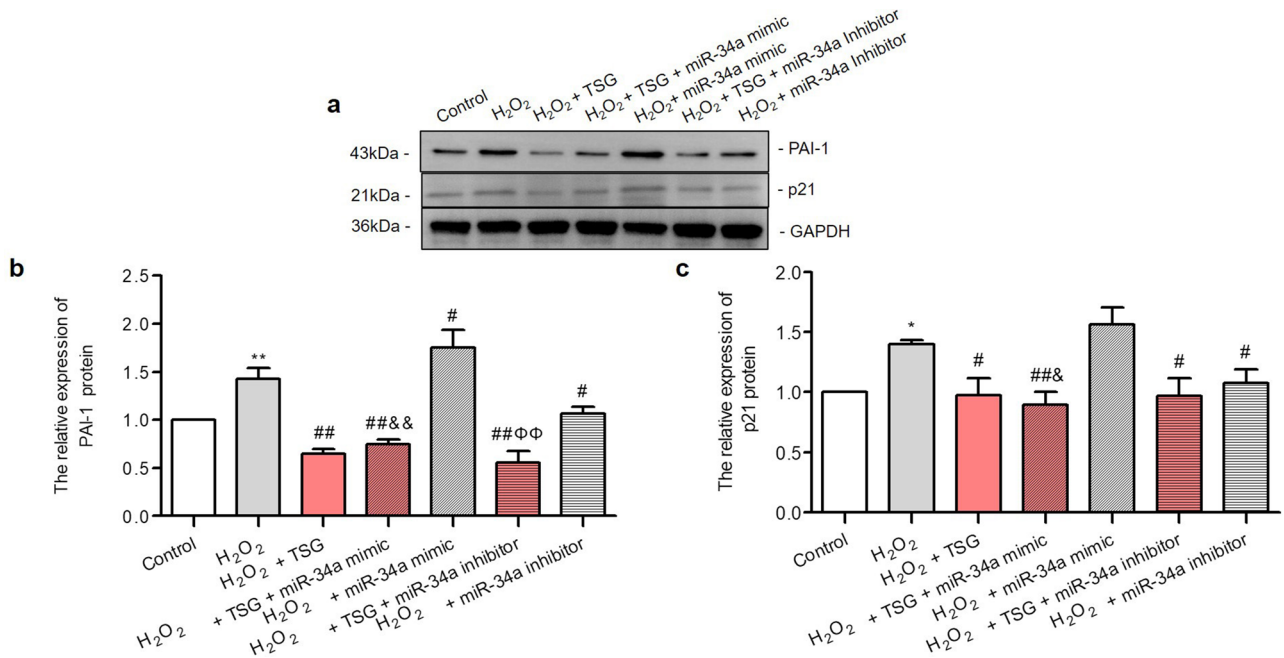 a
Control
H₂O₂
H₂O₂ + TSG
H₂O₂ + TSG + miR-34a mimic
H₂O₂+ miR-34a mimic
H₂O₂ + TSG + miR-34a Inhibitor
H₂O₂ + miR-34a Inhibitor
43kDa -
- PAI-1
21kDa -
- p21
36kDa -
- GAPDH
b
The relative expression of
PAI-1 protein
2.5
2.0
1.5
1.0
0.5
0.0
**
##
##&&
#
##ΦΦ
#
Control
H₂O₂
H₂O₂ + TSG
H₂O₂ + TSG + miR-34a mimic
H₂O₂ + miR-34a mimic
H₂O₂ + TSG + miR-34a inhibitor
H₂O₂ + miR-34a inhibitor
c
The relative expression of
p21 protein
2.0
1.5
1.0
0.5
0.0
*
#
##&
#
#
Control
H₂O₂
H₂O₂ + TSG
H₂O₂ + TSG + miR-34a mimic
H₂O₂ + miR-34a mimic
H₂O₂ + TSG + miR-34a inhibitor
H₂O₂ + miR-34a inhibitor